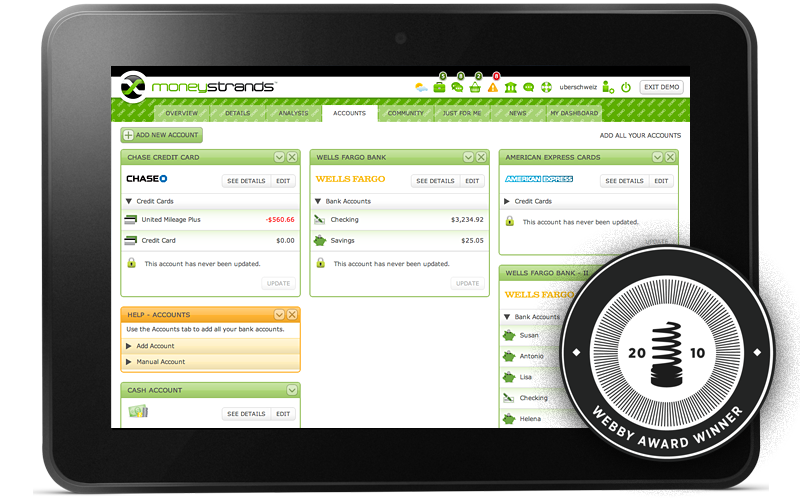 moneystrands
5 8 2 8
uberschweiz
EXIT DEMO
OVERVIEW DETAILS ANALYSIS ACCOUNTS COMMUNITY JUST FOR ME NEWS MY DASHBOARD
ADD NEW ACCOUNT
ADD ALL YOUR ACCOUNTS
CHASE CREDIT CARD
CHASE
SEE DETAILS EDIT
Credit Cards
United Mileage Plus -$560.66
Credit Card $0.00
This account has never been updated.
UPDATE
HELP - ACCOUNTS
Use the Accounts tab to add all your bank accounts.
Add Account
Manual Account
CASH ACCOUNT
SEE DETAILS EDIT
WELLS FARGO BANK
WELLS FARGO
SEE DETAILS EDIT
Bank Accounts
Checking $3,234.92
Savings $25.05
This account has never been updated.
UPDATE
AMERICAN EXPRESS CARDS
AMERICAN EXPRESS
SEE DETAILS EDIT
Credit Cards
This account has never been updated.
UPDATE
WELLS FARGO BANK - II
WELLS FARGO
Bank Accounts
Susan
Antonio
Lisa
Checking
Helena
20 10
WEBBY AWARD WINNER